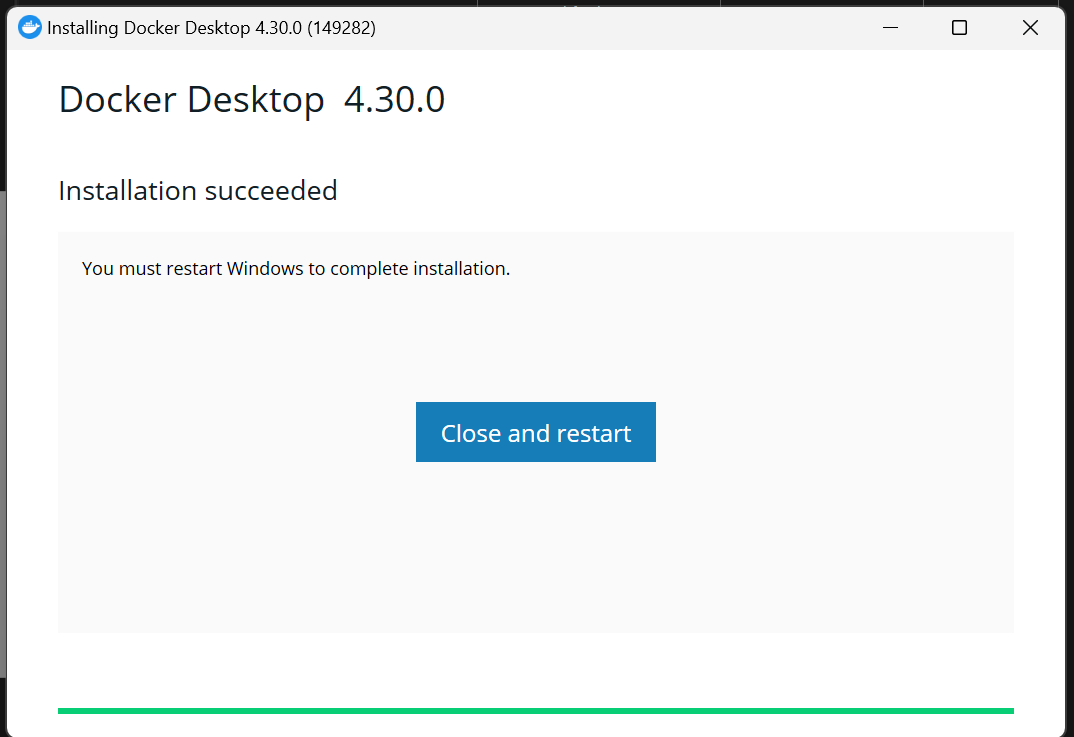 Installing Docker Desktop 4.30.0 (149282)
Docker Desktop 4.30.0
Installation succeeded
You must restart Windows to complete installation.
Close and restart